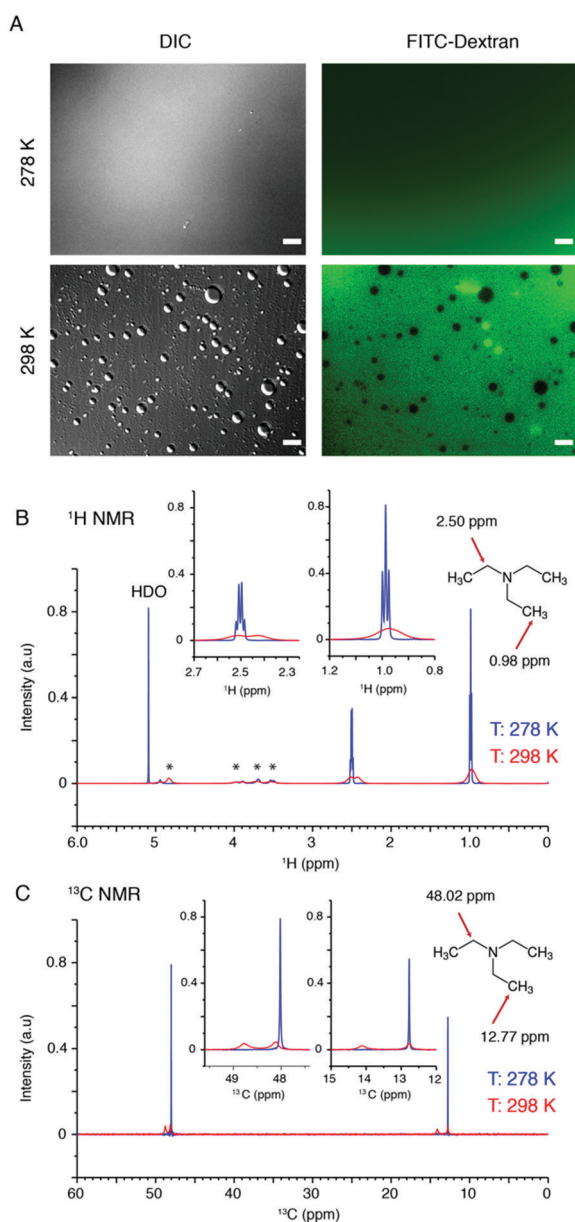 A
DIC
FITC-Dextran
278 K
298 K
B
¹H NMR
HDO
0.8
0.4
0
2.7
2.5
2.3
¹H (ppm)
0.8
0.4
0
1.2
1.0
0.8
¹H (ppm)
2.50 ppm
H₃C
N
CH₃
CH₃
0.98 ppm
T: 278 K
T: 298 K
Intensity (a.u)
0.8
0.4
0
*
*
*
*
6.0
5.0
4.0
3.0
2.0
1.0
0
¹H (ppm)
C
¹³C NMR
0.8
0.4
0
49
48
¹³C (ppm)
0.8
0.4
0
15
14
13
12
¹³C (ppm)
48.02 ppm
H₃C
N
CH₃
CH₃
12.77 ppm
T: 278 K
T: 298 K
Intensity (a.u)
0.8
0.4
0
60
50
40
30
20
10
0
¹³C (ppm)